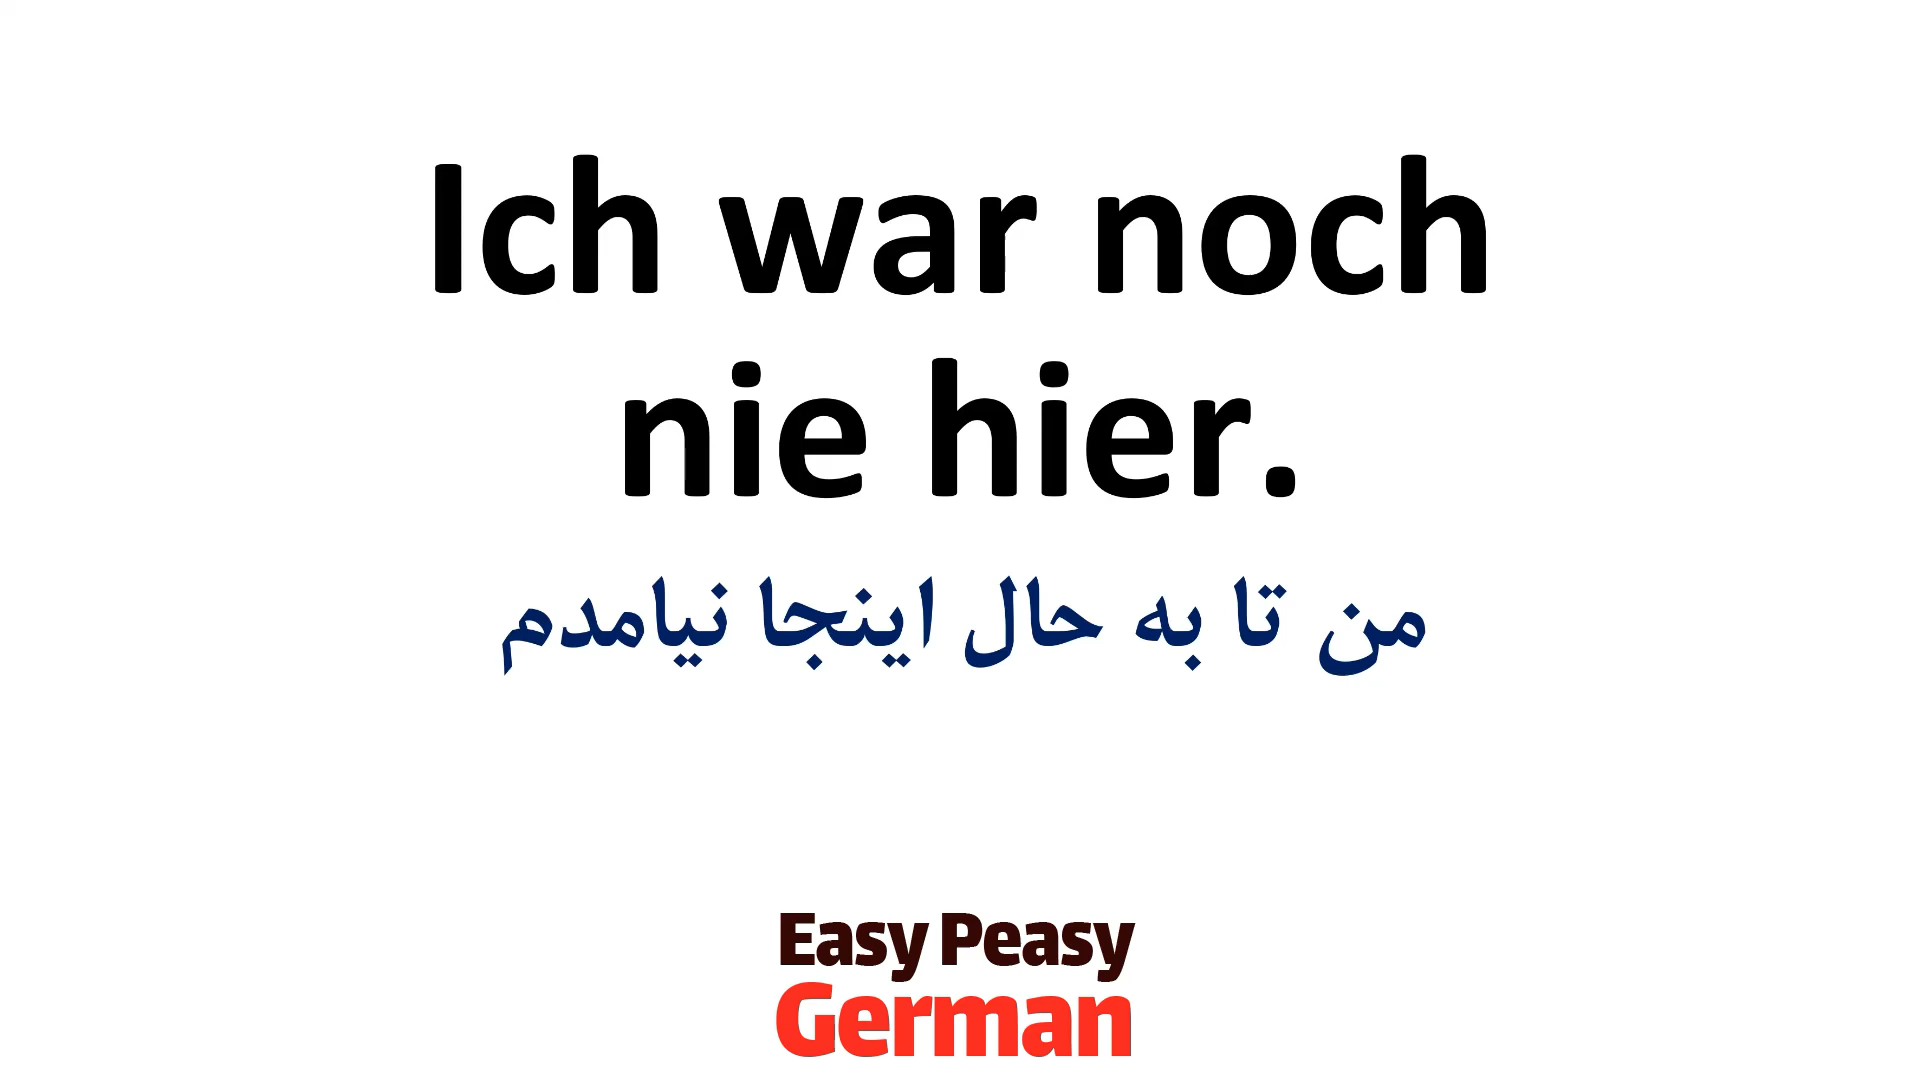 Ich war noch
nie hier.
من تا به حال اینجا نیامدم
Easy Peasy
German